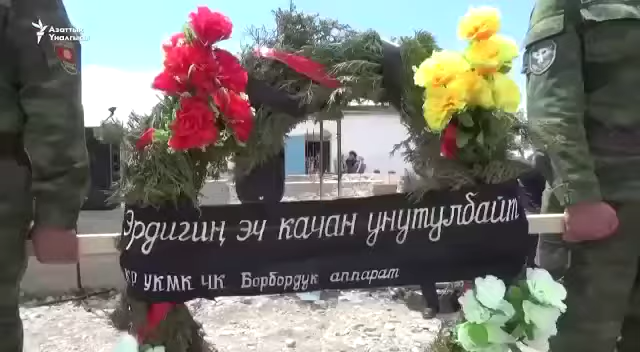 Азаттык
Үналгысы
Эрдигиң эч качан унутулбайт
КР УКМК ЧК Борбордук аппарат